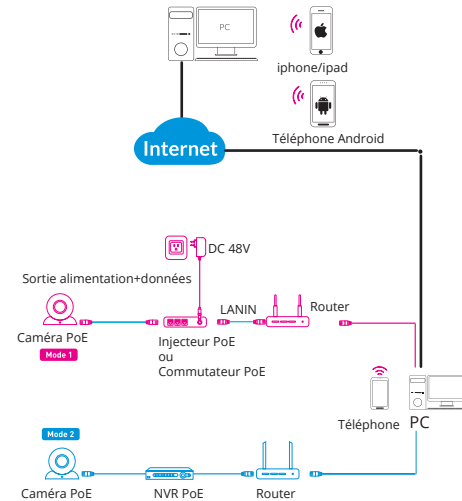 PC
iphone/ipad
Téléphone Android
Internet
DC 48V
Sortie alimentation+données
LANIN
Router
Caméra PoE
Mode 1
Injecteur PoE
ou
Commutateur PoE
Téléphone
PC
Mode 2
Caméra PoE
NVR PoE
Router